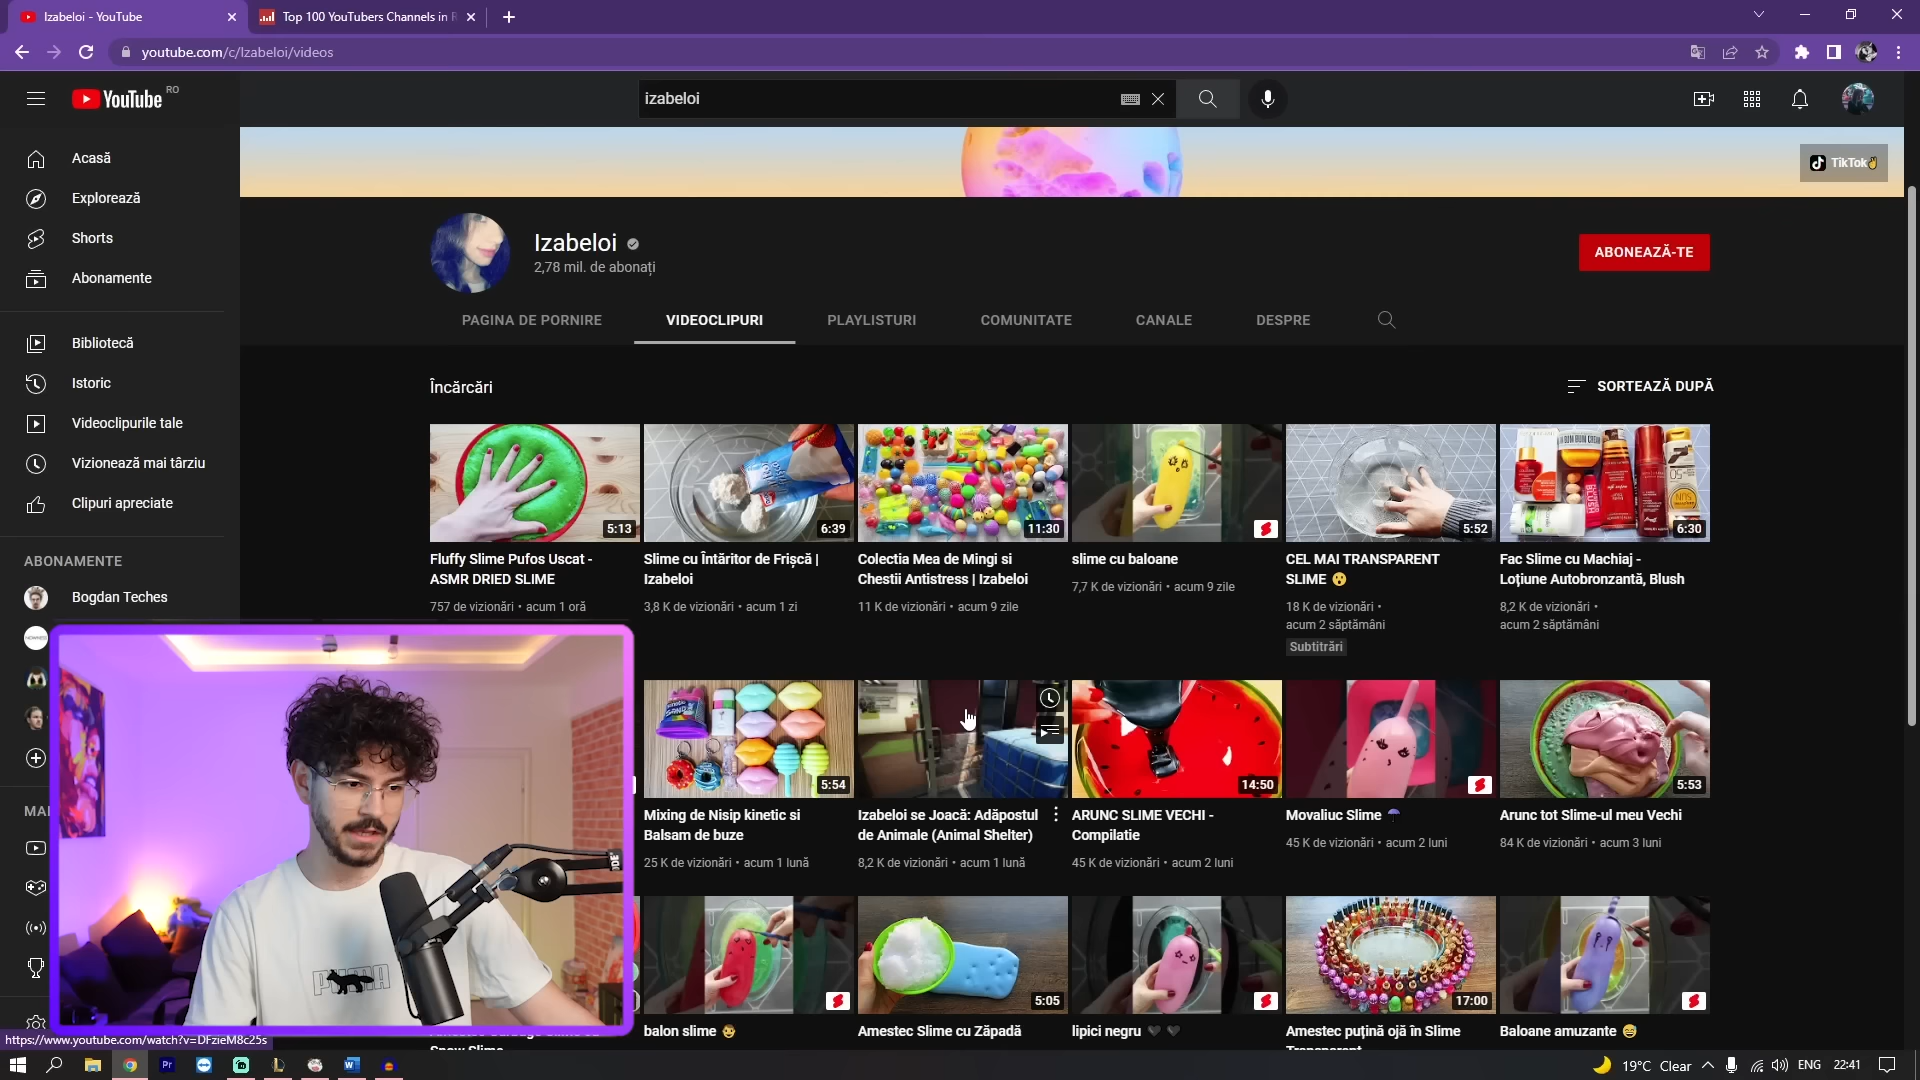 Izabeloi - YouTube
Top 100 YouTubers Channels in R
youtube.com/c/Izabeloi/videos
YouTube RO
izabeloi
TikTok✌
Acasă
Explorează
Shorts
Abonamente
Bibliotecă
Istoric
Videoclipurile tale
Vizionează mai târziu
Clipuri apreciate
ABONAMENTE
Bogdan Teches
MAI
Izabeloi
2,78 mil. de abonați
ABONEAZĂ-TE
PAGINA DE PORNIRE
VIDEOCLIPURI
PLAYLISTURI
COMUNITATE
CANALE
DESPRE
Încărcări
SORTEAZĂ DUPĂ
5:13
6:39
11:30
5:52
6:30
Fluffy Slime Pufos Uscat -
ASMR DRIED SLIME
757 de vizionări • acum 1 oră
Slime cu Întăritor de Frișcă |
Izabeloi
3,8 K de vizionări • acum 1 zi
Colectia Mea de Mingi si
Chestii Antistress | Izabeloi
11 K de vizionări • acum 9 zile
slime cu baloane
7,7 K de vizionări • acum 9 zile
CEL MAI TRANSPARENT
SLIME 😮
18 K de vizionări •
acum 2 săptămâni
Subtitrări
Fac Slime cu Machiaj -
Loțiune Autobronzantă, Blush
8,2 K de vizionări •
acum 2 săptămâni
5:54
14:50
5:53
Mixing de Nisip kinetic si
Balsam de buze
25 K de vizionări • acum 1 lună
Izabeloi se Joacă: Adăpostul
de Animale (Animal Shelter)
8,2 K de vizionări • acum 1 lună
ARUNC SLIME VECHI -
Compilatie
45 K de vizionări • acum 2 luni
Movaliuc Slime ☂
45 K de vizionări • acum 2 luni
Arunc tot Slime-ul meu Vechi
84 K de vizionări • acum 3 luni
5:05
17:00
balon slime
Amestec Slime cu Zăpadă
lipici negru 🖤🖤
Amestec puțină ojă în Slime
Transparent
Baloane amuzante 😅
PUMA
https://www.youtube.com/watch?v=DFzieM8c25s
19°C Clear
ENG
22:41